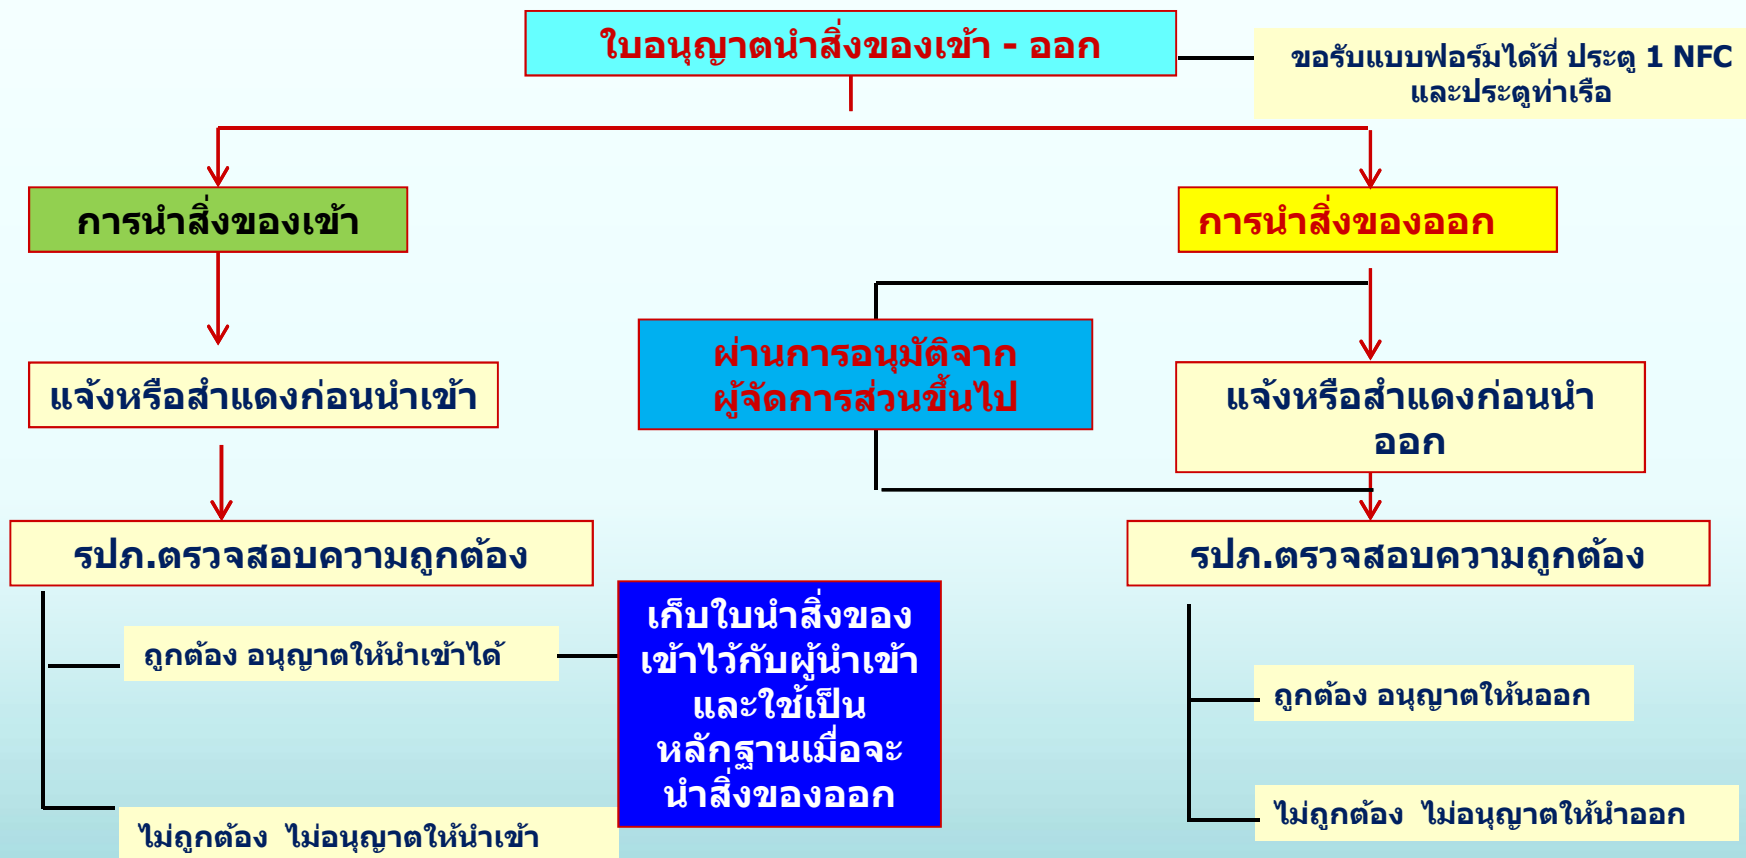 ใบอนุญาตนำสิ่งของเข้า - ออก
ขอรับแบบฟอร์มได้ที่ ประตู 1 NFC
และประตูท่าเรือ
การนำสิ่งของเข้า
การนำสิ่งของออก
ผ่านการอนุมัติจาก
ผู้จัดการส่วนขึ้นไป
แจ้งหรือสำแดงก่อนนำเข้า
แจ้งหรือสำแดงก่อนนำ
ออก
รปภ.ตรวจสอบความถูกต้อง
รปภ.ตรวจสอบความถูกต้อง
ถูกต้อง อนุญาตให้นำเข้าได้
เก็บใบนำสิ่งของ
เข้าไว้กับผู้นำเข้า
และใช้เป็น
หลักฐานเมื่อจะ
นำสิ่งของออก
ถูกต้อง อนุญาตให้นออก
ไม่ถูกต้อง ไม่อนุญาตให้นำเข้า
ไม่ถูกต้อง ไม่อนุญาตให้นำออก